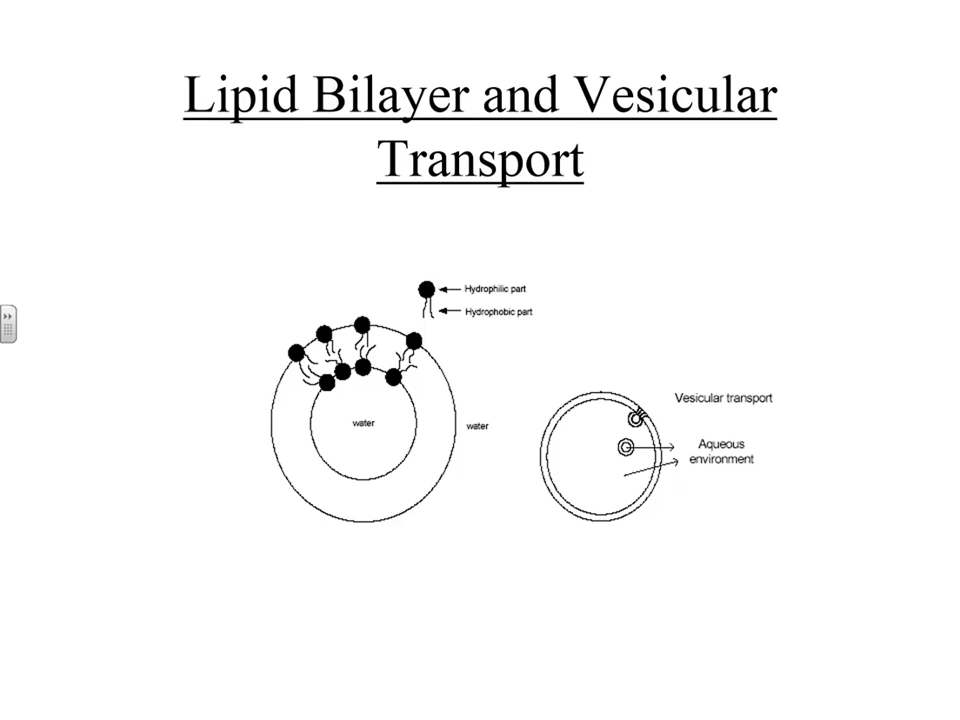 Lipid Bilayer and Vesicular
Transport
Hydrophilic part
Hydrophobic part
water
water
Vesicular transport
Aqueous
environment